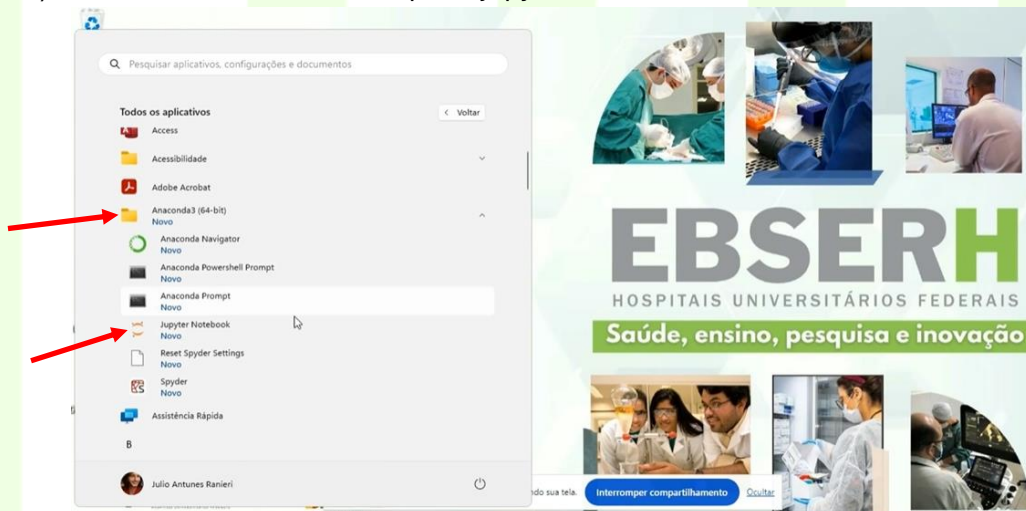 Pesquisar aplicativos, configurações e documentos
Todos os aplicativos
< Voltar
Access
Acessibilidade
Adobe Acrobat
Anaconda3 (64-bit)
Novo
Anaconda Navigator
Novo
Anaconda Powershell Prompt
Novo
Anaconda Prompt
Novo
Jupyter Notebook
Novo
Reset Spyder Settings
Novo
Spyder
Novo
Assistência Rápida
B
Julio Antunes Ranieri
EBSERH
HOSPITAIS UNIVERSITÁRIOS FEDERAIS
Saúde, ensino, pesquisa e inovação
sua tela.
Interromper compartilhamento
Ocultar